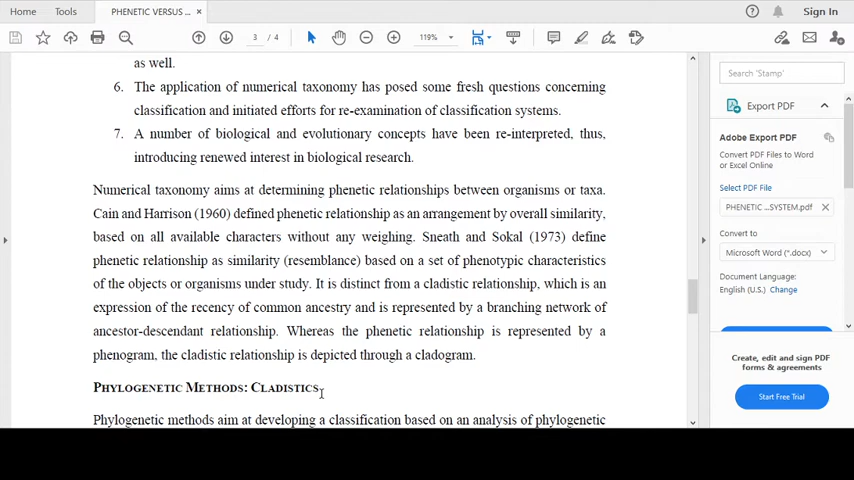 Home
PHENETIC VERSUS ...
×
Sign In
3 / 4
119%
Search 'Stamp'
as well.
6. The application of numerical taxonomy has posed some fresh questions concerning
classification and initiated efforts for re-examination of classification systems.
7. A number of biological and evolutionary concepts have been re-interpreted, thus,
introducing renewed interest in biological research.
Numerical taxonomy aims at determining phenetic relationships between organisms or taxa.
Cain and Harrison (1960) defined phenetic relationship as an arrangement by overall similarity,
based on all available characters without any weighing. Sneath and Sokal (1973) define
phenetic relationship as similarity (resemblance) based on a set of phenotypic characteristics
of the objects or organisms under study. It is distinct from a cladistic relationship, which is an
expression of the recency of common ancestry and is represented by a branching network of
ancestor-descendant relationship. Whereas the phenetic relationship is represented by a
phenogram, the cladistic relationship is depicted through a cladogram.
PHYLOGENETIC METHODS: CLADISTICS
Phylogenetic methods aim at developing a classification based on an analysis of phylogenetic
Export PDF
Adobe Export PDF
Convert PDF Files to Word
or Excel Online
Select PDF File
PHENETIC ...SYSTEM.pdf ×
Convert to
Microsoft Word (*.docx)
Document Language:
English (U.S.) Change
Create, edit and sign PDF
forms & agreements
Start Free Trial